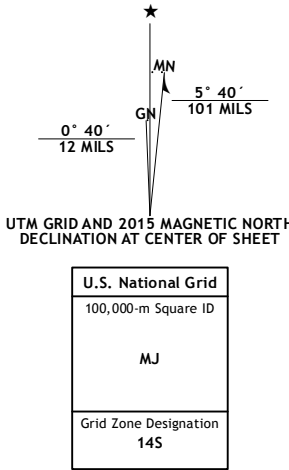 MN
GN
5° 40´
101 MILS
0° 40´
12 MILS
UTM GRID AND 2015 MAGNETIC NORTH
DECLINATION AT CENTER OF SHEET
U.S. National Grid
100,000-m Square ID
MJ
Grid Zone Designation
14S